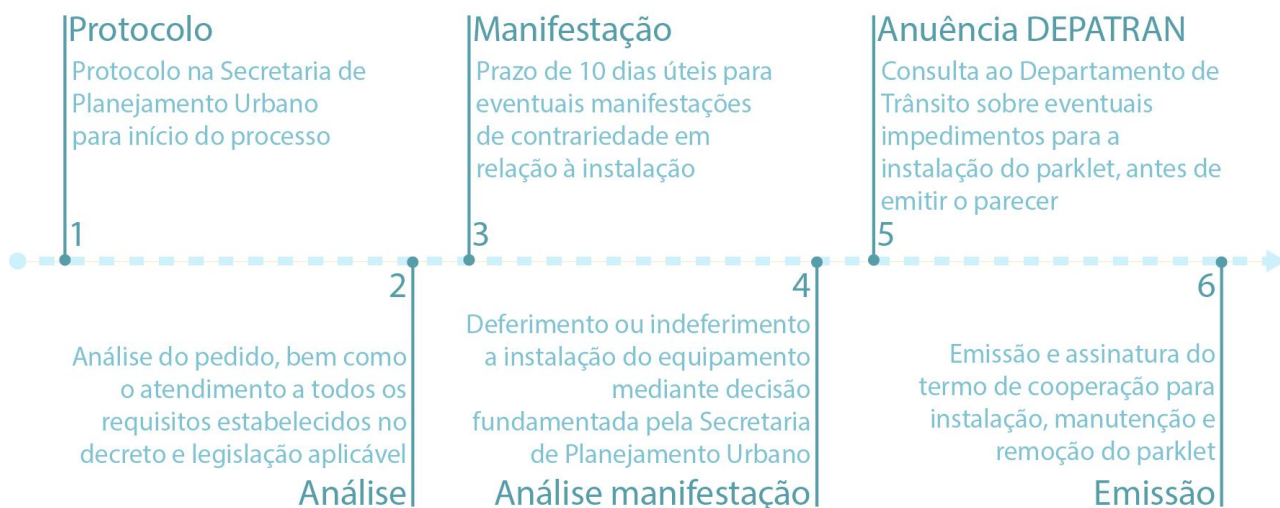 Protocolo
Protocolo na Secretaria de
Planejamento Urbano
para início do processo
1
2
Análise do pedido, bem como
o atendimento a todos os
requisitos estabelecidos no
decreto e legislação aplicável
Análise
Manifestação
Prazo de 10 dias úteis para
eventuais manifestações
de contrariedade em
relação à instalação
3
4
Deferimento ou indeferimento
a instalação do equipamento
mediante decisão
fundamentada pela Secretaria
de Planejamento Urbano
Análise manifestação
Anuência DEPATRAN
Consulta ao Departamento de
Trânsito sobre eventuais
impedimentos para a
instalação do parklet, antes de
emitir o parecer
5
6
Emissão e assinatura do
termo de cooperação para
instalação, manutenção e
remoção do parklet
Emissão